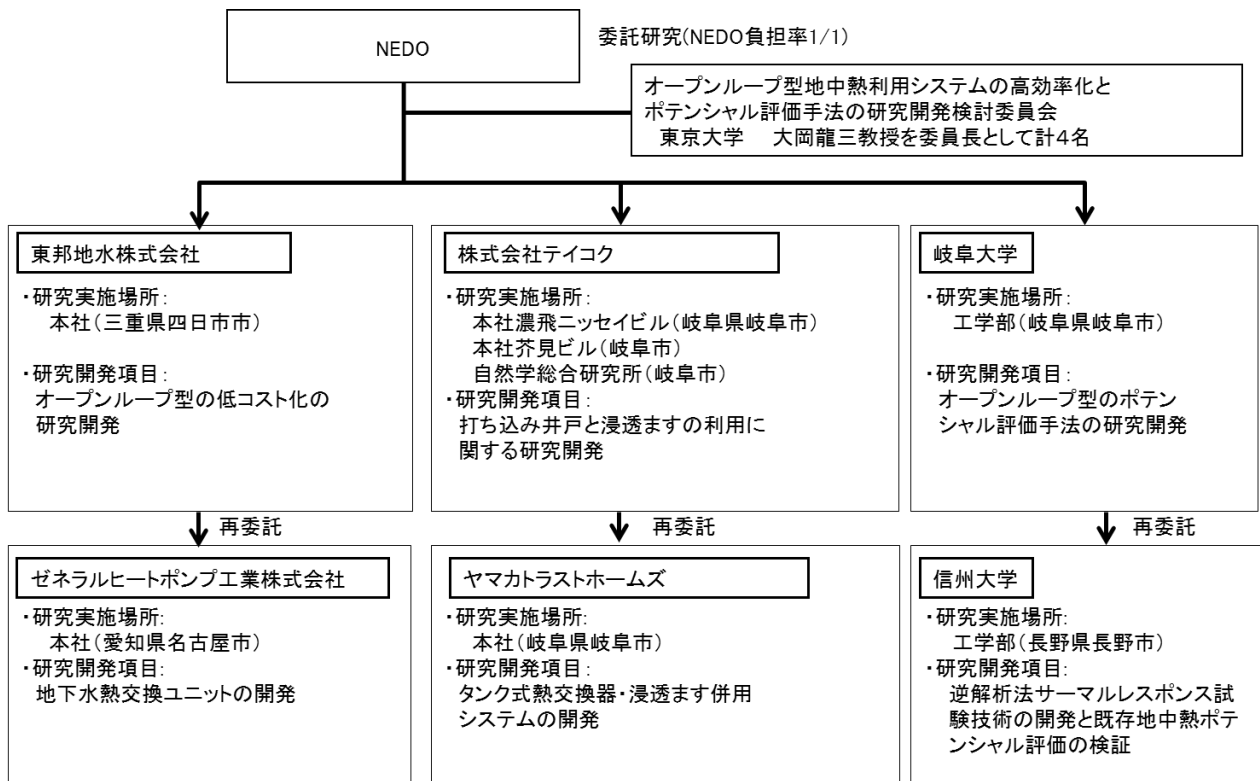 NEDO
委託研究(NEDO負担率1/1)
オープンループ型地中熱利用システムの高効率化と
ポテンシャル評価手法の研究開発検討委員会
東京大学 大岡龍三教授を委員長として計4名
東邦地水株式会社
・研究実施場所:
本社(三重県四日市市)
・研究開発項目:
オープンループ型の低コスト化の
研究開発
株式会社テイコク
・研究実施場所:
本社濃飛ニッセイビル(岐阜県岐阜市)
本社芥見ビル(岐阜市)
自然学総合研究所(岐阜市)
・研究開発項目:
打ち込み井戸と浸透ますの利用に
関する研究開発
岐阜大学
・研究実施場所:
工学部(岐阜県岐阜市)
・研究開発項目:
オープンループ型のポテン
シャル評価手法の研究開発
再委託
再委託
再委託
ゼネラルヒートポンプ工業株式会社
・研究実施場所:
本社(愛知県名古屋市)
・研究開発項目:
地下水熱交換ユニットの開発
ヤマカトラストホームズ
・研究実施場所:
本社(岐阜県岐阜市)
・研究開発項目:
タンク式熱交換器・浸透ます併用
システムの開発
信州大学
・研究実施場所:
工学部(長野県長野市)
・研究開発項目:
逆解析法サーマルレスポンス試
験技術の開発と既存地中熱ポテ
ンシャル評価の検証